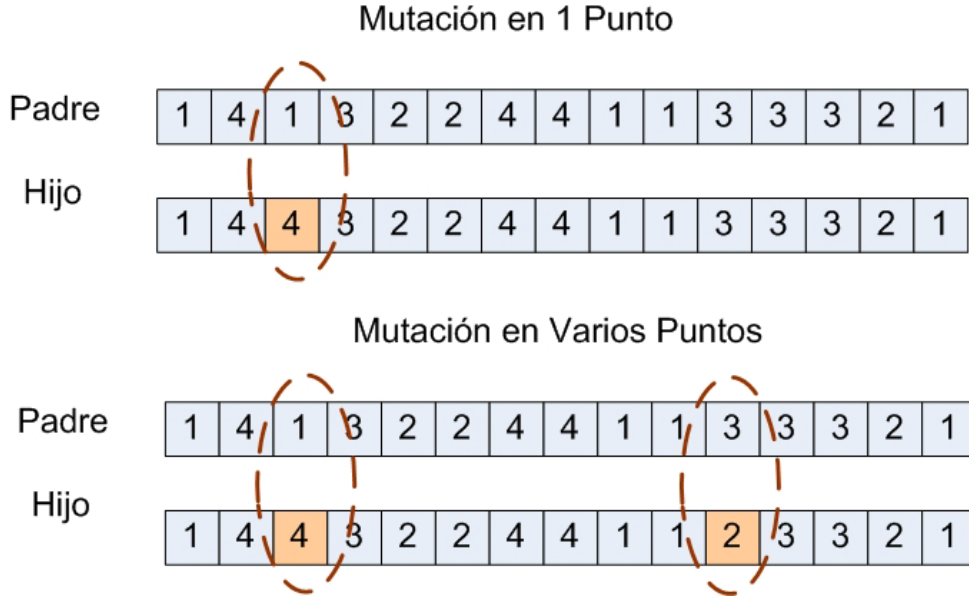 Mutación en 1 Punto
Padre 1 4 1 3 2 2 4 4 1 1 3 3 3 2 1
Hijo 1 4 4 3 2 2 4 4 1 1 3 3 3 2 1
Mutación en Varios Puntos
Padre 1 4 1 3 2 2 4 4 1 1 3 3 3 2 1
Hijo 1 4 4 3 2 2 4 4 1 1 2 3 3 2 1